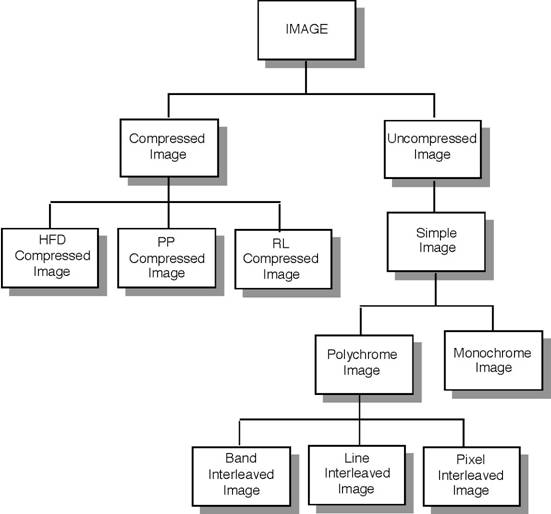 IMAGE
Compressed
Image
Uncompressed
Image
HFD
Compressed
Image
PP
Compressed
Image
RL
Compressed
Image
Simple
Image
Polychrome
Image
Monochrome
Image
Band
Interleaved
Image
Line
Interleaved
Image
Pixel
Interleaved
Image